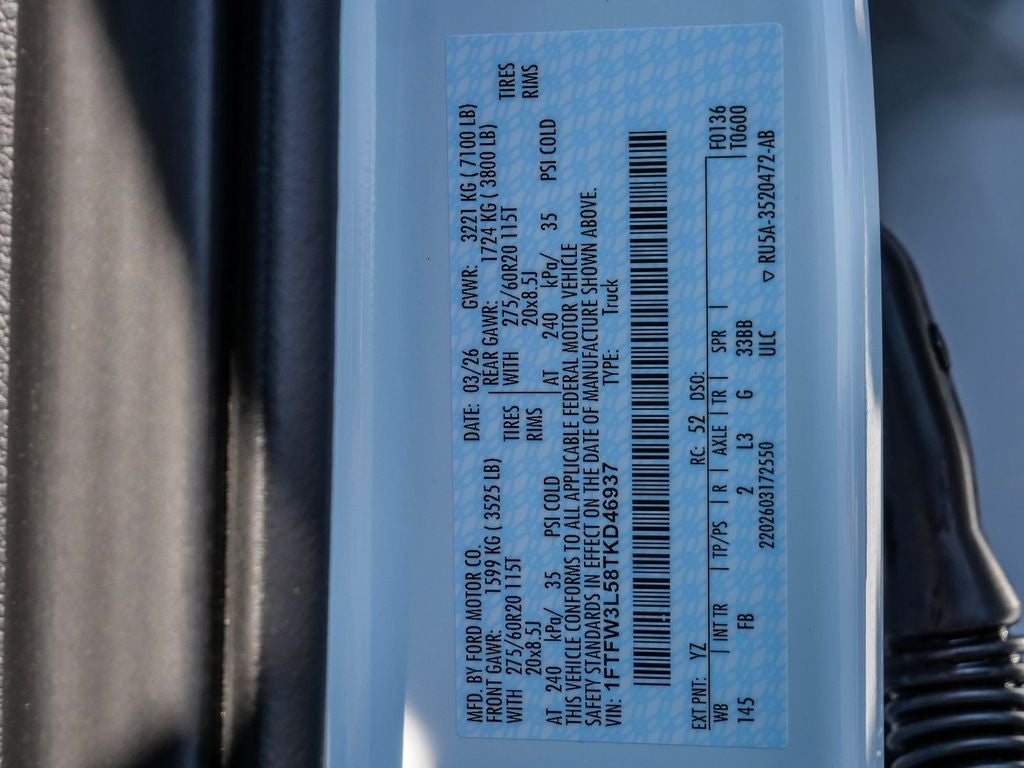 MFD. BY FORD MOTOR CO. DATE: 03/26 GVWR: 3221 KG ( 7100 LB)
FRONT GAWR: 1599 KG ( 3525 LB) REAR GAWR: 1724 KG ( 3800 LB)
WITH 275/60R20 115T TIRES WITH 275/60R20 115T TIRES
20x8.5J RIMS 20x8.5J RIMS
AT 240 kPa/ 35 PSI COLD AT 240 kPa/ 35 PSI COLD
THIS VEHICLE CONFORMS TO ALL APPLICABLE FEDERAL MOTOR VEHICLE
SAFETY STANDARDS IN EFFECT ON THE DATE OF MANUFACTURE SHOWN ABOVE.
VIN: 1FTFW3L58TKD46937 TYPE: Truck
EXT PNT: YZ RC: 52 DSO: F0136
WB INT TR TP/PS R AXLE TR SPR T0600
145 FB 2 L3 G 33BB
2202603172550 ULC ▽ RU5A-3520472-AB